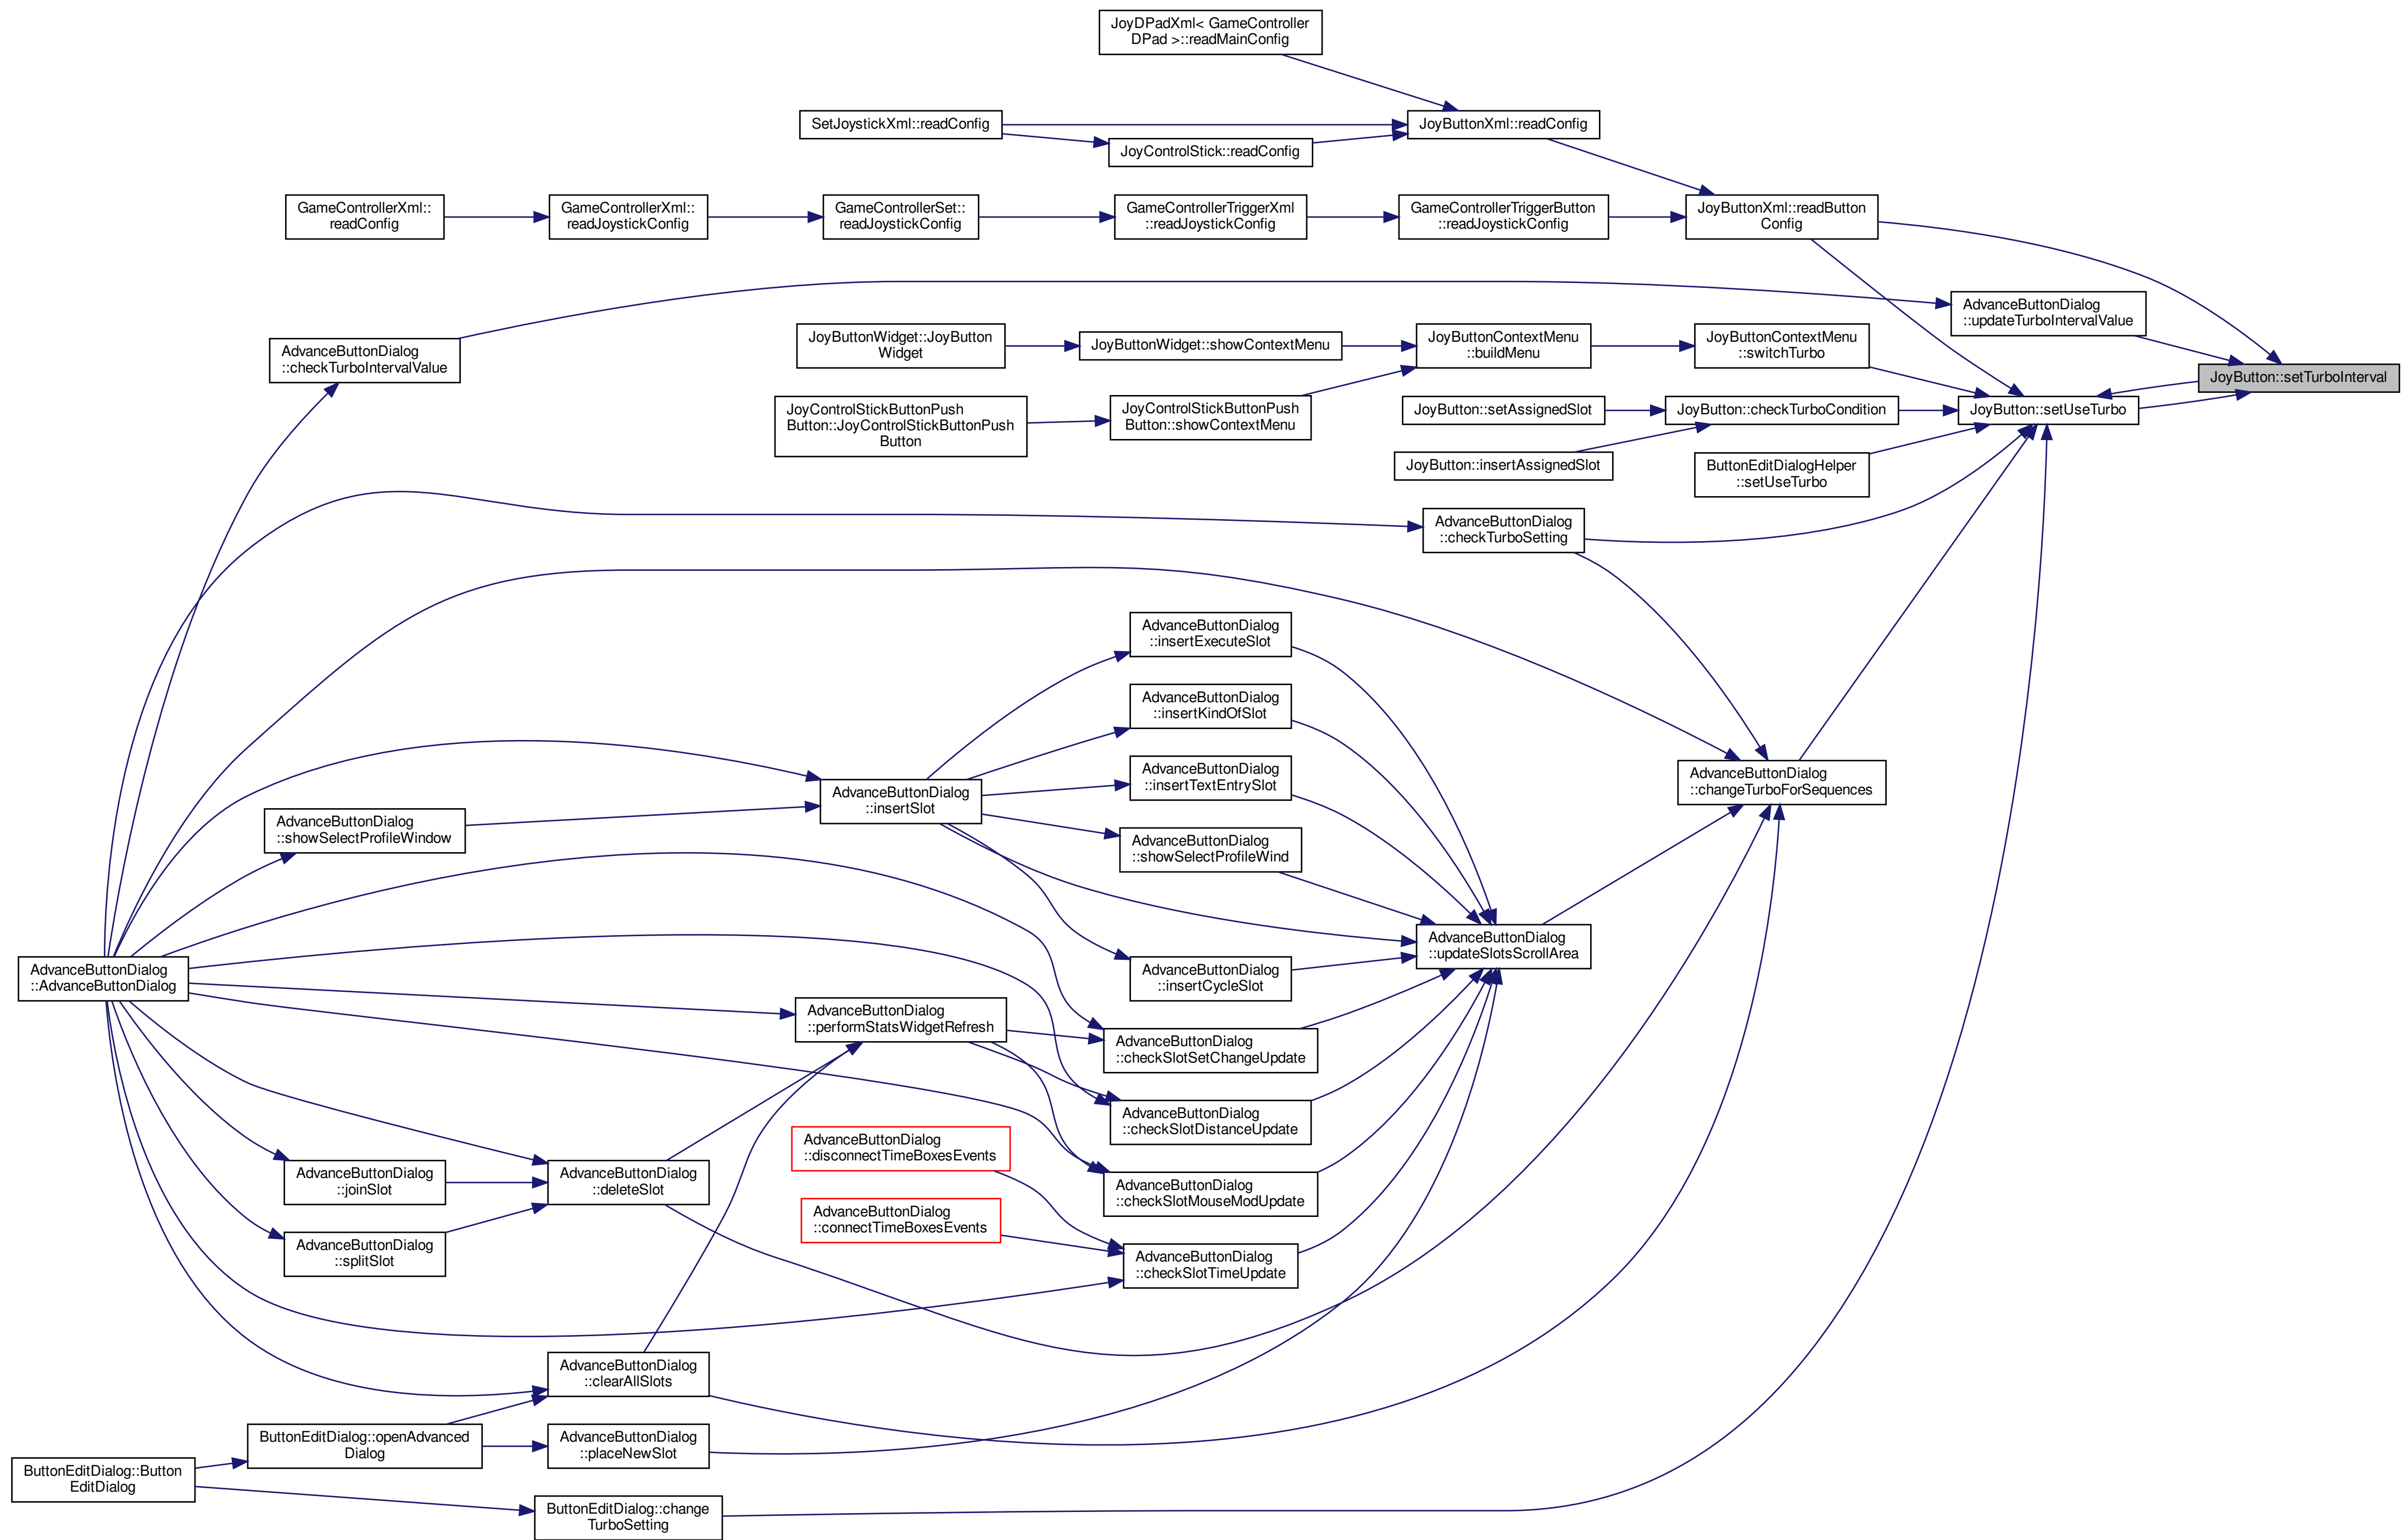 JoyDPadXml< GameController
DPad >::readMainConfig
SetJoystickXml::readConfig
JoyButtonXml::readConfig
JoyControlStick::readConfig
GameControllerXml::
readConfig
GameControllerXml::
readJoystickConfig
GameControllerSet::
readJoystickConfig
GameControllerTriggerXml
::readJoystickConfig
GameControllerTriggerButton
::readJoystickConfig
JoyButtonXml::readButton
Config
AdvanceButtonDialog
::updateTurboIntervalValue
AdvanceButtonDialog
::checkTurboIntervalValue
JoyButtonWidget::JoyButton
Widget
JoyButtonWidget::showContextMenu
JoyButtonContextMenu
::buildMenu
JoyButtonContextMenu
::switchTurbo
JoyButton::setTurboInterval
JoyControlStickButtonPush
Button::JoyControlStickButtonPush
Button
JoyControlStickButtonPush
Button::showContextMenu
JoyButton::setAssignedSlot
JoyButton::checkTurboCondition
JoyButton::setUseTurbo
JoyButton::insertAssignedSlot
ButtonEditDialogHelper
::setUseTurbo
AdvanceButtonDialog
::checkTurboSetting
AdvanceButtonDialog
::insertExecuteSlot
AdvanceButtonDialog
::insertKindOfSlot
AdvanceButtonDialog
::insertTextEntrySlot
AdvanceButtonDialog
::changeTurboForSequences
AdvanceButtonDialog
::insertSlot
AdvanceButtonDialog
::showSelectProfileWindow
AdvanceButtonDialog
::showSelectProfileWind
AdvanceButtonDialog
::updateSlotsScrollArea
AdvanceButtonDialog
::AdvanceButtonDialog
AdvanceButtonDialog
::insertCycleSlot
AdvanceButtonDialog
::performStatsWidgetRefresh
AdvanceButtonDialog
::checkSlotSetChangeUpdate
AdvanceButtonDialog
::checkSlotDistanceUpdate
AdvanceButtonDialog
::disconnectTimeBoxesEvents
AdvanceButtonDialog
::joinSlot
AdvanceButtonDialog
::deleteSlot
AdvanceButtonDialog
::checkSlotMouseModUpdate
AdvanceButtonDialog
::connectTimeBoxesEvents
AdvanceButtonDialog
::splitSlot
AdvanceButtonDialog
::checkSlotTimeUpdate
AdvanceButtonDialog
::clearAllSlots
ButtonEditDialog::openAdvanced
Dialog
AdvanceButtonDialog
::placeNewSlot
ButtonEditDialog::Button
EditDialog
ButtonEditDialog::change
TurboSetting